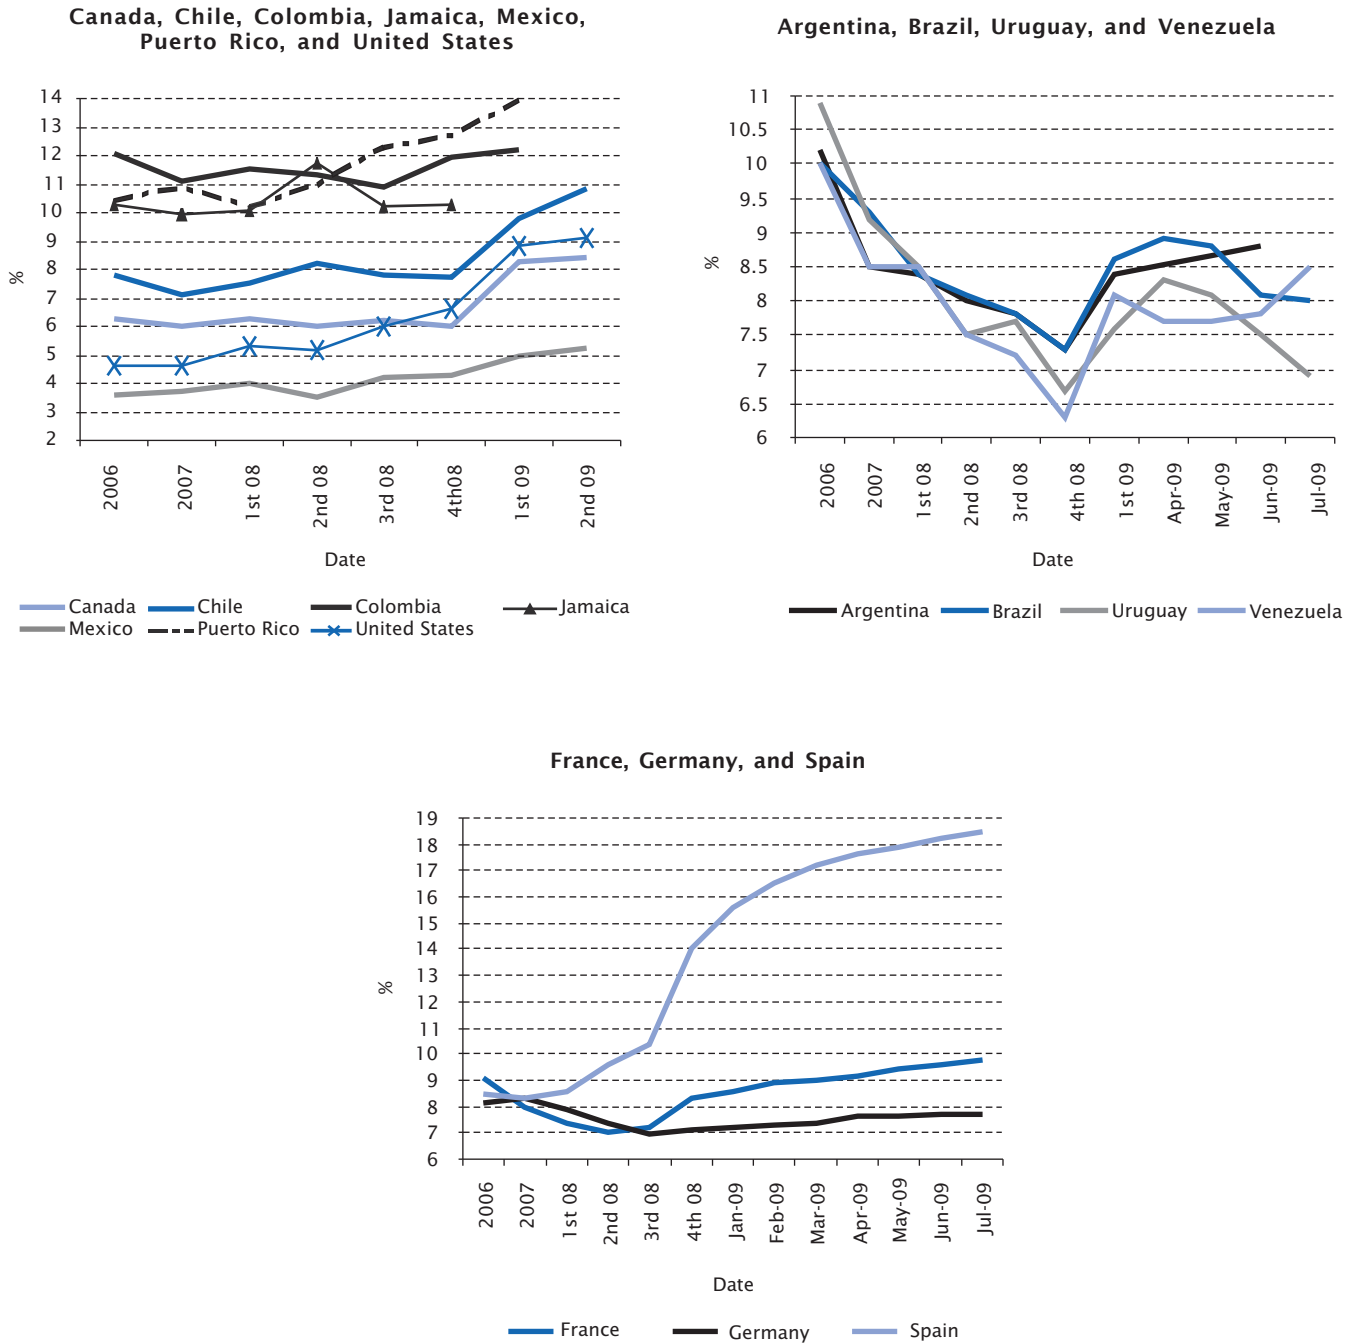 Canada, Chile, Colombia, Jamaica, Mexico,
Puerto Rico, and United States
14
13
12
11
10
9
8
7
6
5
4
3
2
%
2006
2007
1st 08
2nd 08
3rd 08
4th08
1st 09
2nd 09
Date
Canada
Chile
Colombia
Jamaica
Mexico
Puerto Rico
United States
Argentina, Brazil, Uruguay, and Venezuela
11
10.5
10
9.5
9
8.5
8
7.5
7
6.5
6
%
2006
2007
1st 08
2nd 08
3rd 08
4th 08
1st 09
Apr-09
May-09
Jun-09
Jul-09
Date
Argentina
Brazil
Uruguay
Venezuela
France, Germany, and Spain
19
18
17
16
15
14
13
12
11
10
9
8
7
6
%
2006
2007
1st 08
2nd 08
3rd 08
4th 08
Jan-09
Feb-09
Mar-09
Apr-09
May-09
Jun-09
Jul-09
Date
France
Germany
Spain